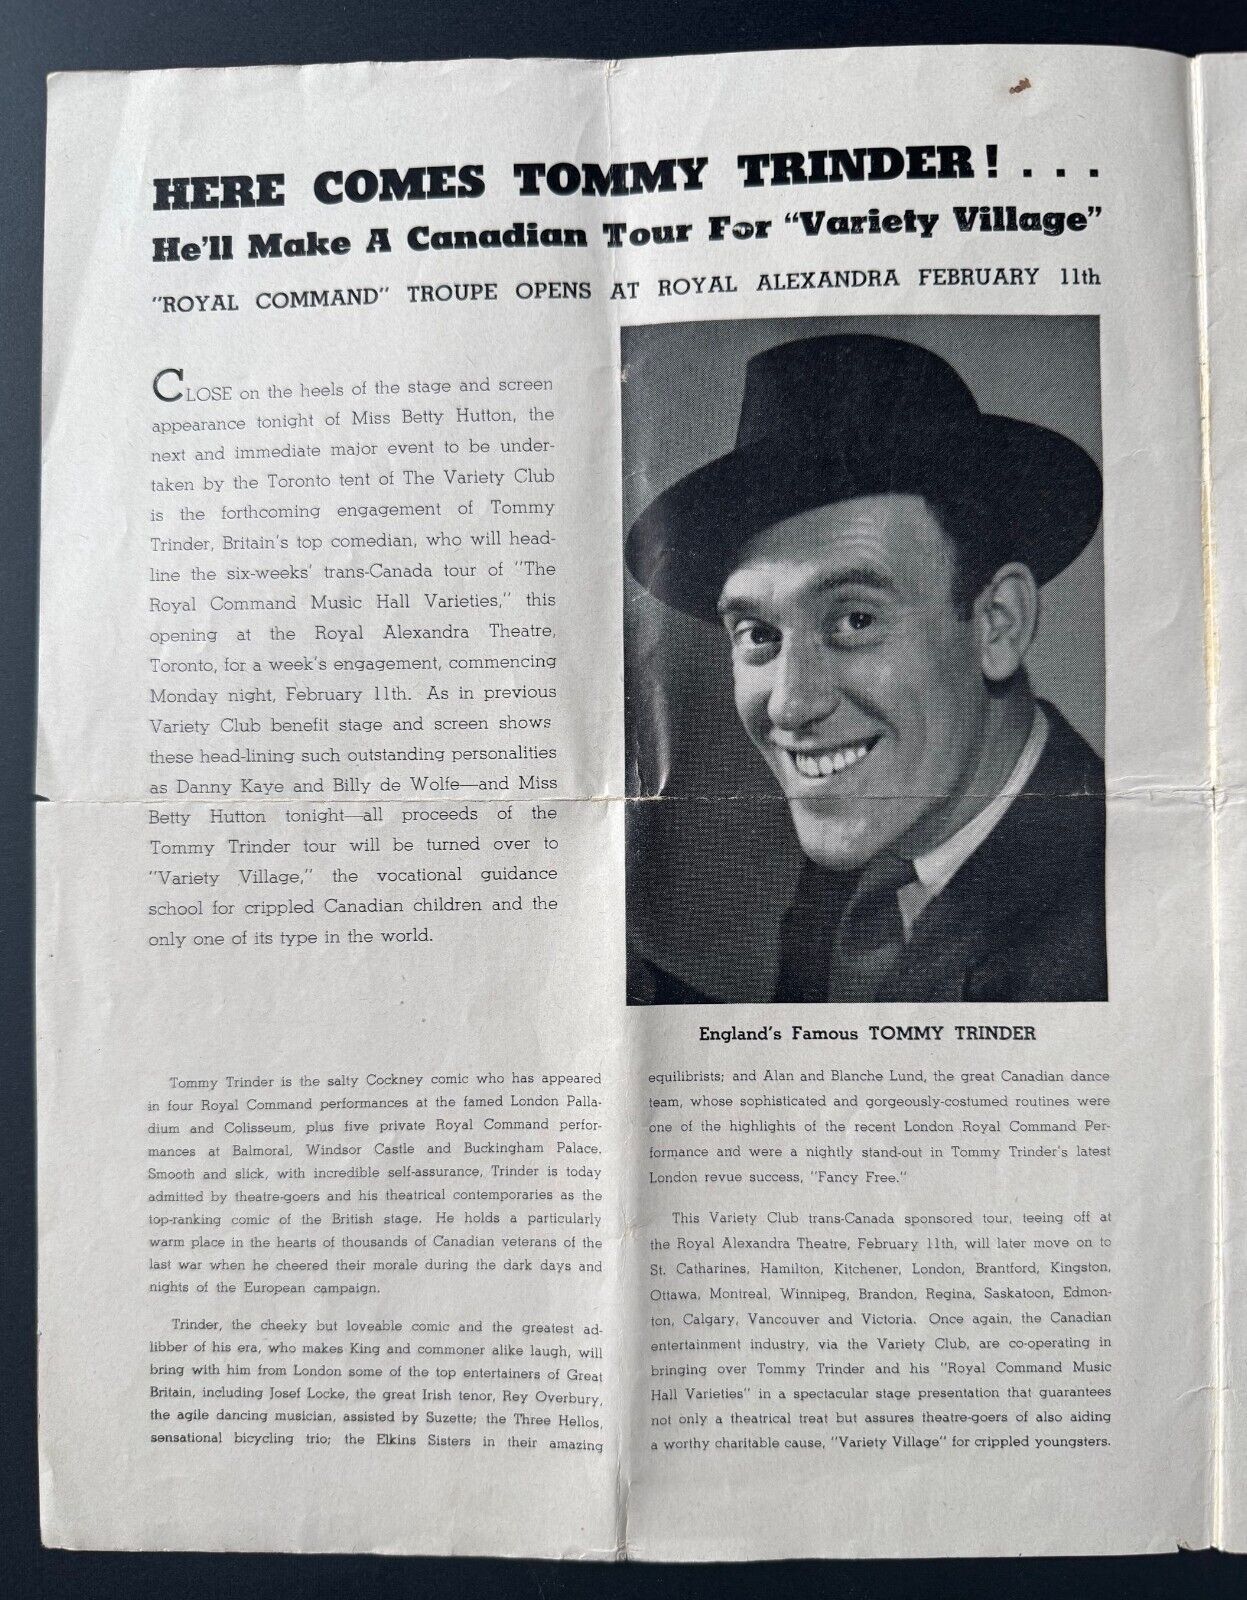 HERE COMES TOMMY TRINDER! . . .
He'll Make A Canadian Tour For "Variety Village"
"ROYAL COMMAND" TROUPE OPENS AT ROYAL ALEXANDRA FEBRUARY 11th
CLOSE on the heels of the stage and screen
appearance tonight of Miss Betty Hutton, the
next and immediate major event to be under-
taken by the Toronto tent of The Variety Club
is the forthcoming engagement of Tommy
Trinder, Britain's top comedian, who will head-
line the six-weeks' trans-Canada tour of "The
Royal Command Music Hall Varieties," this
opening at the Royal Alexandra Theatre,
Toronto, for a week's engagement, commencing
Monday night, February 11th. As in previous
Variety Club benefit stage and screen shows
these head-lining such outstanding personalities
as Danny Kaye and Billy de Wolfe—and Miss
Betty Hutton tonight—all proceeds of the
Tommy Trinder tour will be turned over to
"Variety Village," the vocational guidance
school for crippled Canadian children and the
only one of its type in the world.
England's Famous TOMMY TRINDER
Tommy Trinder is the salty Cockney comic who has appeared
in four Royal Command performances at the famed London Palla-
dium and Colisseum, plus five private Royal Command perfor-
mances at Balmoral, Windsor Castle and Buckingham Palace.
Smooth and slick, with incredible self-assurance, Trinder is today
admitted by theatre-goers and his theatrical contemporaries as the
top-ranking comic of the British stage. He holds a particularly
warm place in the hearts of thousands of Canadian veterans of the
last war when he cheered their morale during the dark days and
nights of the European campaign.
Trinder, the cheeky but loveable comic and the greatest ad-
libber of his era, who makes King and commoner alike laugh, will
bring with him from London some of the top entertainers of Great
Britain, including Josef Locke, the great Irish tenor, Rey Overbury,
the agile dancing musician, assisted by Suzette; the Three Hellos,
sensational bicycling trio; the Elkins Sisters in their amazing
equilibrists; and Alan and Blanche Lund, the great Canadian dance
team, whose sophisticated and gorgeously-costumed routines were
one of the highlights of the recent London Royal Command Per-
formance and were a nightly stand-out in Tommy Trinder's latest
London revue success, "Fancy Free."
This Variety Club trans-Canada sponsored tour, teeing off at
the Royal Alexandra Theatre, February 11th, will later move on to
St. Catharines, Hamilton, Kitchener, London, Brantford, Kingston,
Ottawa, Montreal, Winnipeg, Brandon, Regina, Saskatoon, Edmon-
ton, Calgary, Vancouver and Victoria. Once again, the Canadian
entertainment industry, via the Variety Club, are co-operating in
bringing over Tommy Trinder and his "Royal Command Music
Hall Varieties" in a spectacular stage presentation that guarantees
not only a theatrical treat but assures theatre-goers of also aiding
a worthy charitable cause, "Variety Village" for crippled youngsters.